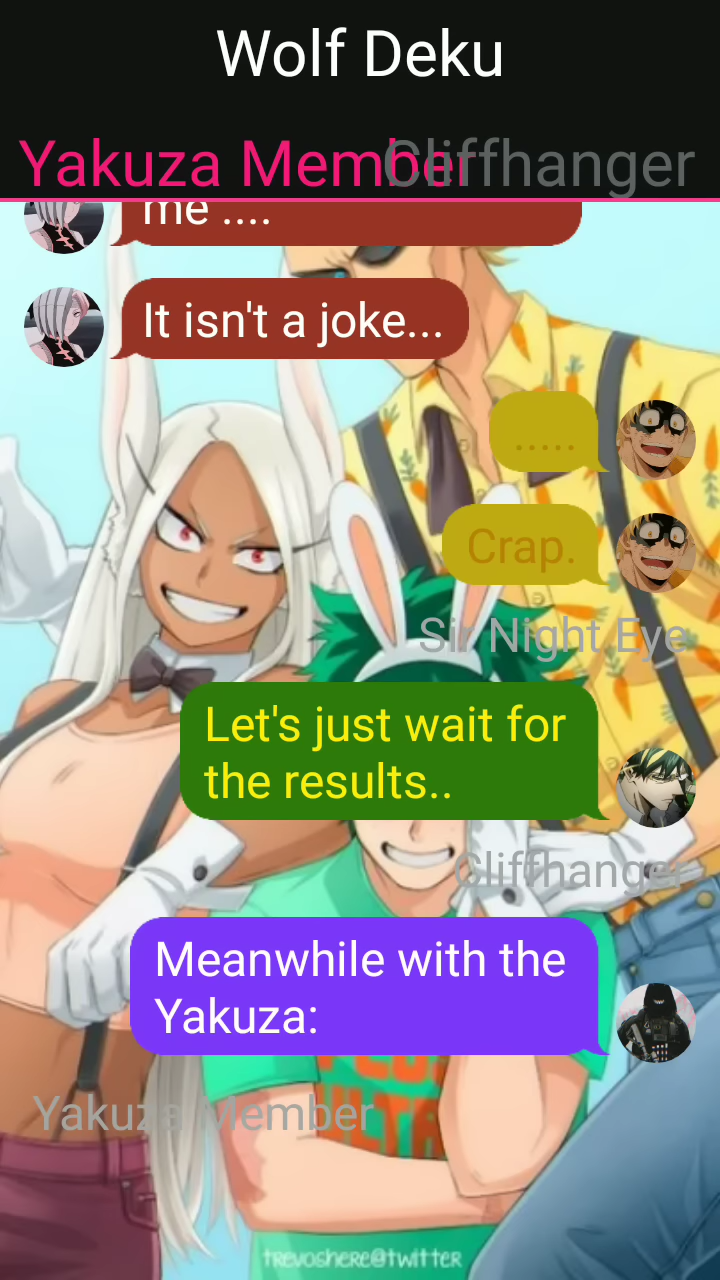 Wolf Deku
Yakuza Member
Cliffhanger
me ....
It isn't a joke...
.....
Crap.
Sir Night Eye
Let's just wait for
the results..
Cliffhanger
Meanwhile with the
Yakuza:
Yakuza Member
trevoshere@twitter